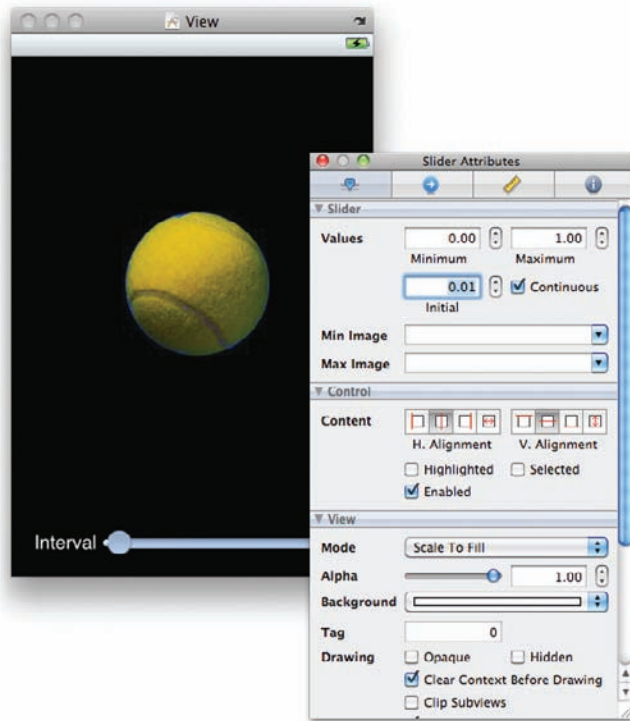 View
Interval
Slider Attributes
Slider
Values
0.00
1.00
Minimum
Maximum
0.01
Continuous
Initial
Min Image
Max Image
Control
Content
H. Alignment
V. Alignment
Highlighted
Selected
Enabled
View
Mode
Scale To Fill
Alpha
1.00
Background
Tag
0
Drawing
Opaque
Hidden
Clear Context Before Drawing
Clip Subviews